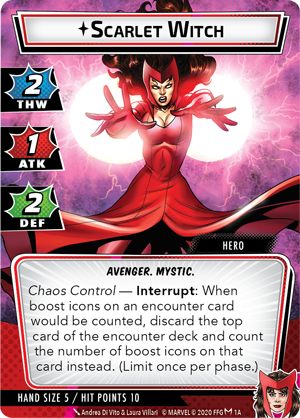 ✦Scarlet Witch
2
THW
1
ATK
2
DEF
HERO
AVENGER. MYSTIC.
Chaos Control — Interrupt: When
boost icons on an encounter card
would be counted, discard the top
card of the encounter deck and count
the number of boost icons on that
card instead. (Limit once per phase.)
HAND SIZE 5 / HIT POINTS 10
Andrea Di Vito & Laura Villari © MARVEL © 2020 FFG 1A